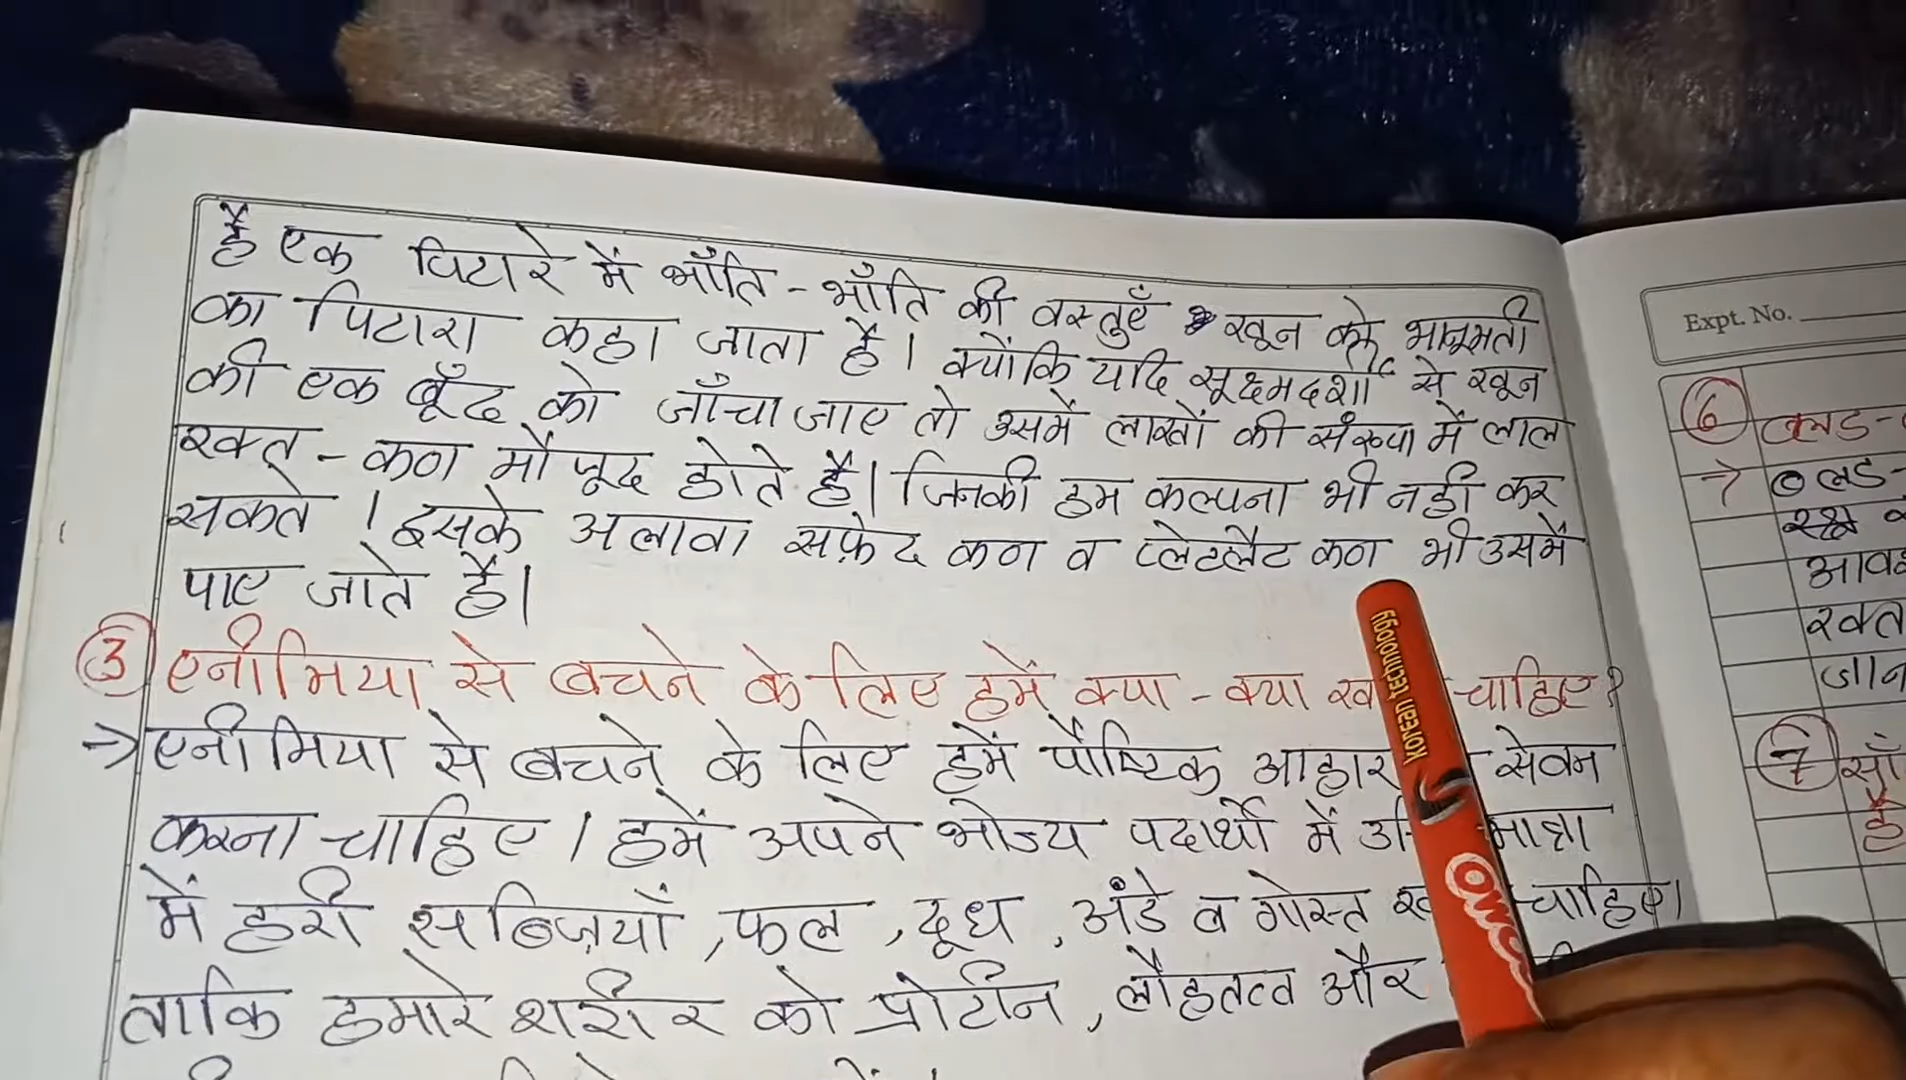 है एक पिटारे में भाँति - भाँति की वस्तुएँ खून को भानुमती
का पिटारा कहा जाता है। क्योंकि यदि सूक्ष्मदर्शी से खून
की एक बूँद को जाँचा जाए तो उसमें लाखों की संख्या में लाल
रक्त - कण मौजूद होते है। जिनकी हम कल्पना भी नही कर
सकते। इसके अलावा सफ़ेद कण व प्लेटलैट कण भी उसमें
पाए जाते है।
③ एनीमिया से बचने के लिए हमें क्या - क्या चाहिए?
→ एनीमिया से बचने के लिए हमें पौष्टिक आहार सेवन
करना चाहिए। हमें अपने भोज्य पदार्थो में मात्रा
में हरी सब्ज़ियाँ, फल, दूध, अंडे व गोस्त चाहिए।
ताकि हमारे शरीर को प्रोटीन, लौहतत्व और
Korean technology
Expt. No.
⑥ ब्लड-
→ ब्लड-
रक्त
⑦
है